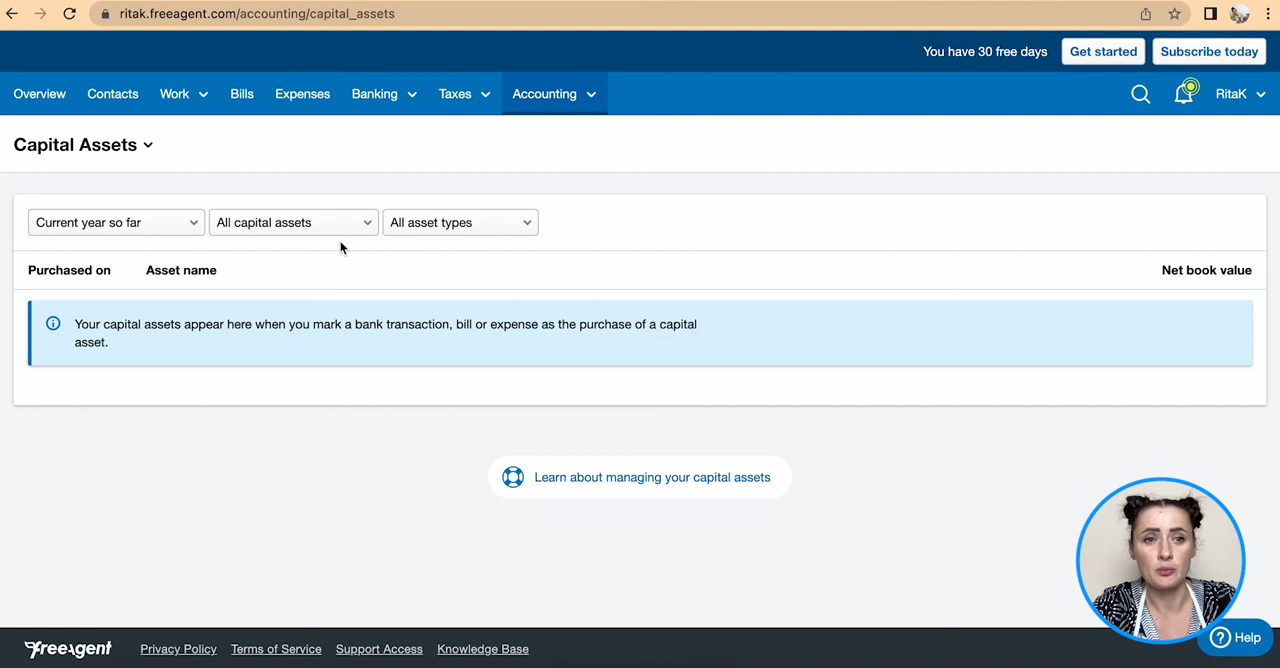 ritak.freeagent.com/accounting/capital_assets
You have 30 free days Get started Subscribe today
Overview Contacts Work Bills Expenses Banking Taxes Accounting RitaK
Capital Assets
Current year so far All capital assets All asset types
Purchased on Asset name Net book value
Your capital assets appear here when you mark a bank transaction, bill or expense as the purchase of a capital
asset.
Learn about managing your capital assets
Help
freeagent Privacy Policy Terms of Service Support Access Knowledge Base